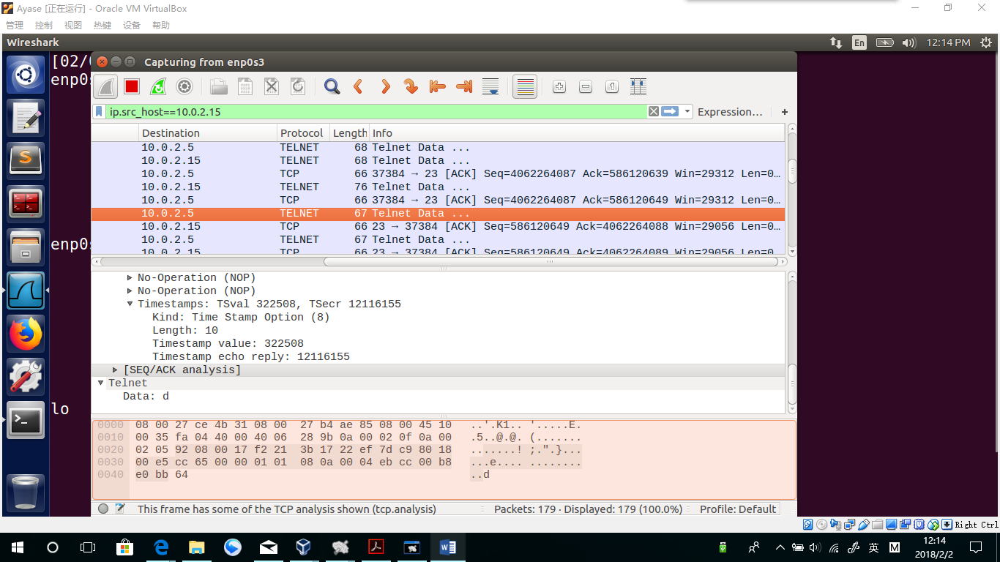 Ayase [正在运行] - Oracle VM VirtualBox
管理 控制 视图 热键 设备 帮助
Wireshark En 12:14 PM
[02/
enp0s
Capturing from enp0s3
ip.src_host==10.0.2.15 Expression… +
Destination Protocol Length Info
10.0.2.5 TELNET 68 Telnet Data ...
10.0.2.15 TELNET 68 Telnet Data ...
10.0.2.5 TCP 66 37384 → 23 [ACK] Seq=4062264087 Ack=586120639 Win=29312 Len=0…
10.0.2.15 TELNET 76 Telnet Data ...
10.0.2.5 TCP 66 37384 → 23 [ACK] Seq=4062264087 Ack=586120649 Win=29312 Len=0…
10.0.2.5 TELNET 67 Telnet Data ...
10.0.2.15 TCP 66 23 → 37384 [ACK] Seq=586120649 Ack=4062264088 Win=29056 Len=0…
10.0.2.5 TELNET 67 Telnet Data ...
10.0.2.15 TCP 66 23 → 37384 [ACK] Seq=586120649 Ack=4062264089 Win=29056 Len=0
enp0s
No-Operation (NOP)
No-Operation (NOP)
Timestamps: TSval 322508, TSecr 12116155
Kind: Time Stamp Option (8)
Length: 10
Timestamp value: 322508
Timestamp echo reply: 12116155
[SEQ/ACK analysis]
Telnet
Data: d
lo
0000 08 00 27 ce 4b 31 08 00 27 b4 ae 85 08 00 45 10 ..'.K1.. '.....E.
0010 00 35 fa 04 40 00 40 06 28 9b 0a 00 02 0f 0a 00 .5..@.@. (.......
0020 02 05 92 08 00 17 f2 21 3b 17 22 ef 7d c9 80 18 .......! ;.".}...
0030 00 e5 cc 65 00 00 01 01 08 0a 00 04 eb cc 00 b8 ...e.... ........
0040 e0 bb 64 ..d
This frame has some of the TCP analysis shown (tcp.analysis) Packets: 179 · Displayed: 179 (100.0%) Profile: Default
Right Ctrl
英 M 12:14
2018/2/2